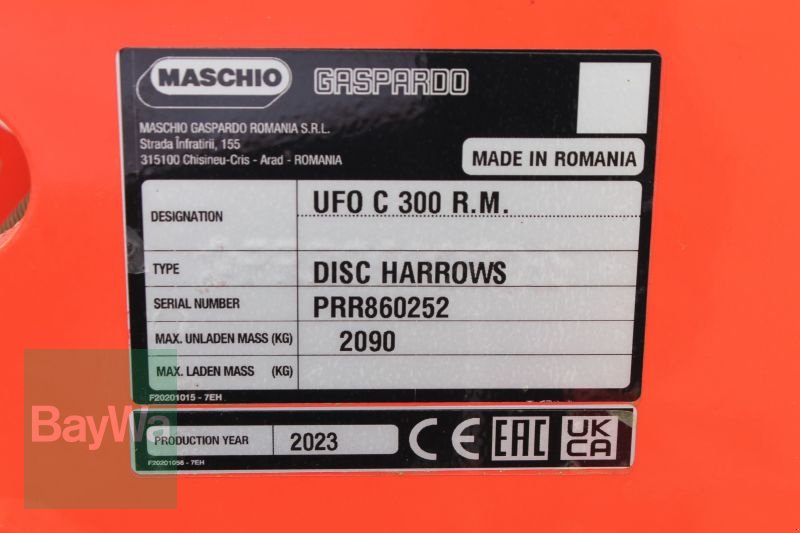 MASCHIO GASPARDO
MASCHIO GASPARDO ROMANIA S.R.L.
Strada Înfratirii, 155
315100 Chisineu-Cris - Arad - ROMANIA
MADE IN ROMANIA
DESIGNATION UFO C 300 R.M.
TYPE DISC HARROWS
SERIAL NUMBER PRR860252
MAX. UNLADEN MASS (KG) 2090
MAX. LADEN MASS (KG)
F20201015 - 7EH
BayWa
PRODUCTION YEAR 2023 CE EAC UK CA
F20201056 - 7EH